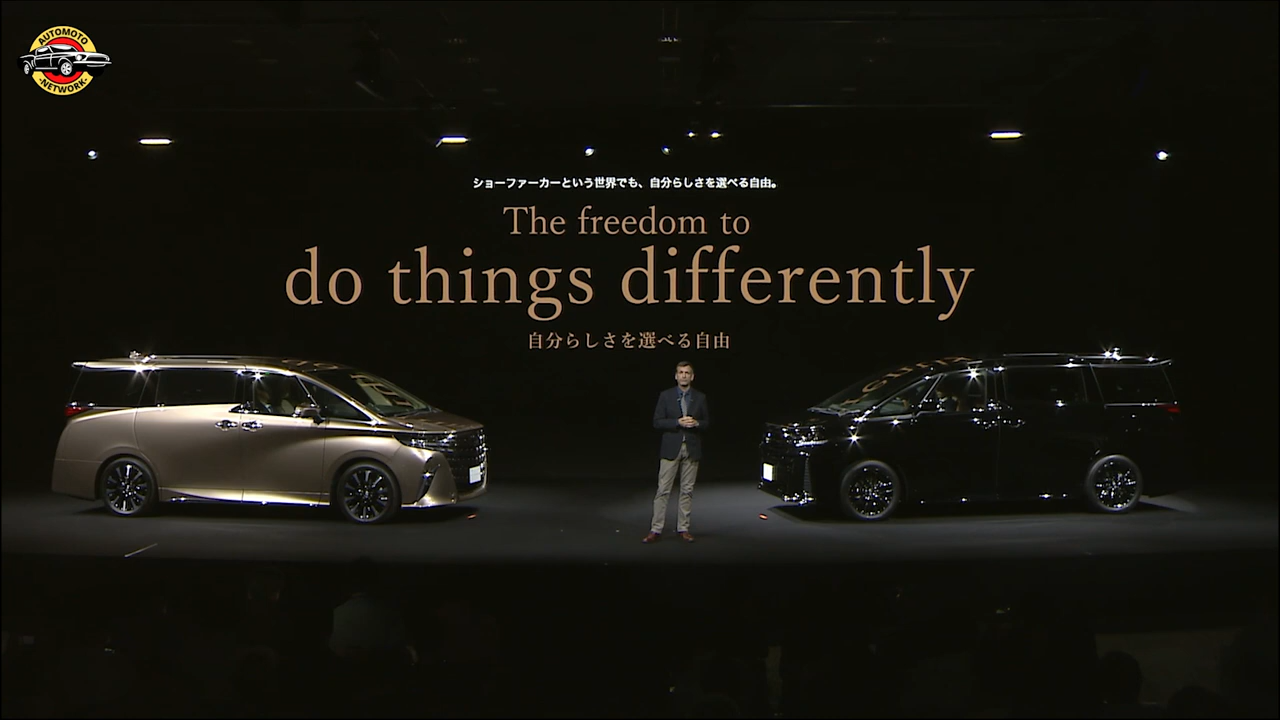 AUTOMOTO
NETWORK
ショーファーカーという世界でも、自分らしさを選べる自由。
The freedom to
do things differently
自分らしさを選べる自由